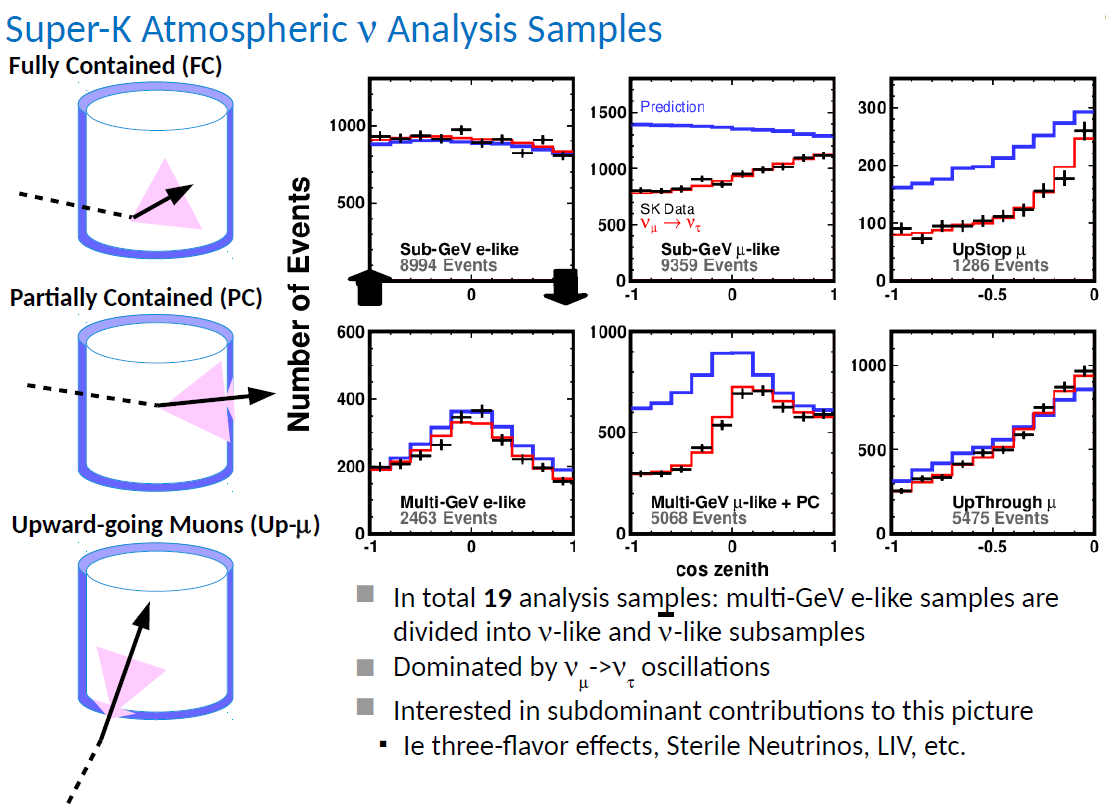 Super-K Atmospheric ν Analysis Samples
Fully Contained (FC)
Partially Contained (PC)
Upward-going Muons (Up-μ)
Number of Events
1000
500
0
0
Sub-GeV e-like
8994 Events
1500
1000
500
0
-1
0
1
Prediction
SK Data
νμ → ντ
Sub-GeV μ-like
9359 Events
300
200
100
0
-1
-0.5
0
UpStop μ
1286 Events
600
400
200
0
-1
0
1
Multi-GeV e-like
2463 Events
1000
500
0
-1
0
1
Multi-GeV μ-like + PC
5068 Events
1000
500
0
-1
-0.5
0
UpThrough μ
5475 Events
cos zenith
In total 19 analysis samples: multi-GeV e-like samples are
divided into ν-like and ν̅-like subsamples
Dominated by νμ->ντ oscillations
Interested in subdominant contributions to this picture
Ie three-flavor effects, Sterile Neutrinos, LIV, etc.